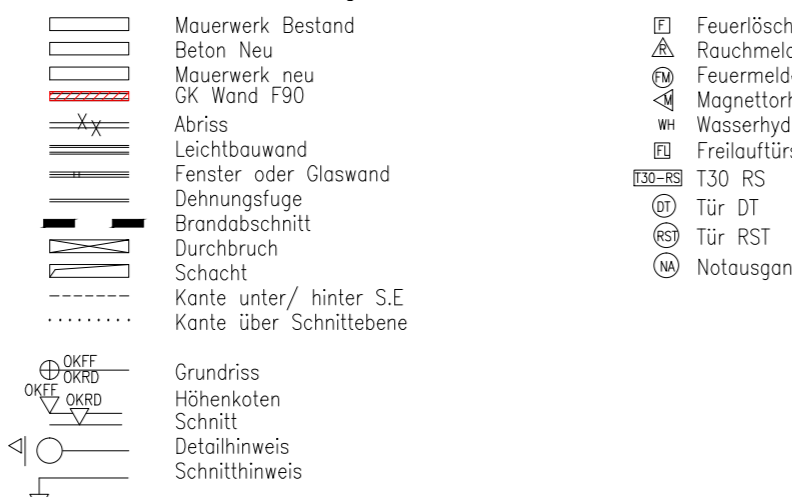 Mauerwerk Bestand
Beton Neu
Mauerwerk neu
GK Wand F90
Abriss
Leichtbauwand
Fenster oder Glaswand
Dehnungsfuge
Brandabschnitt
Durchbruch
Schacht
Kante unter/ hinter S.E
Kante über Schnittebene
OKFF
OKRD
Grundriss
OKFF
OKRD
Höhenkoten
Schnitt
Detailhinweis
Schnitthinweis
F Feuerlösch
R Rauchmeld
FM Feuermeld
M Magnettorh
WH Wasserhyd
FL Freilauftürs
T30-RS T30 RS
DT Tür DT
RST Tür RST
NA Notausgan